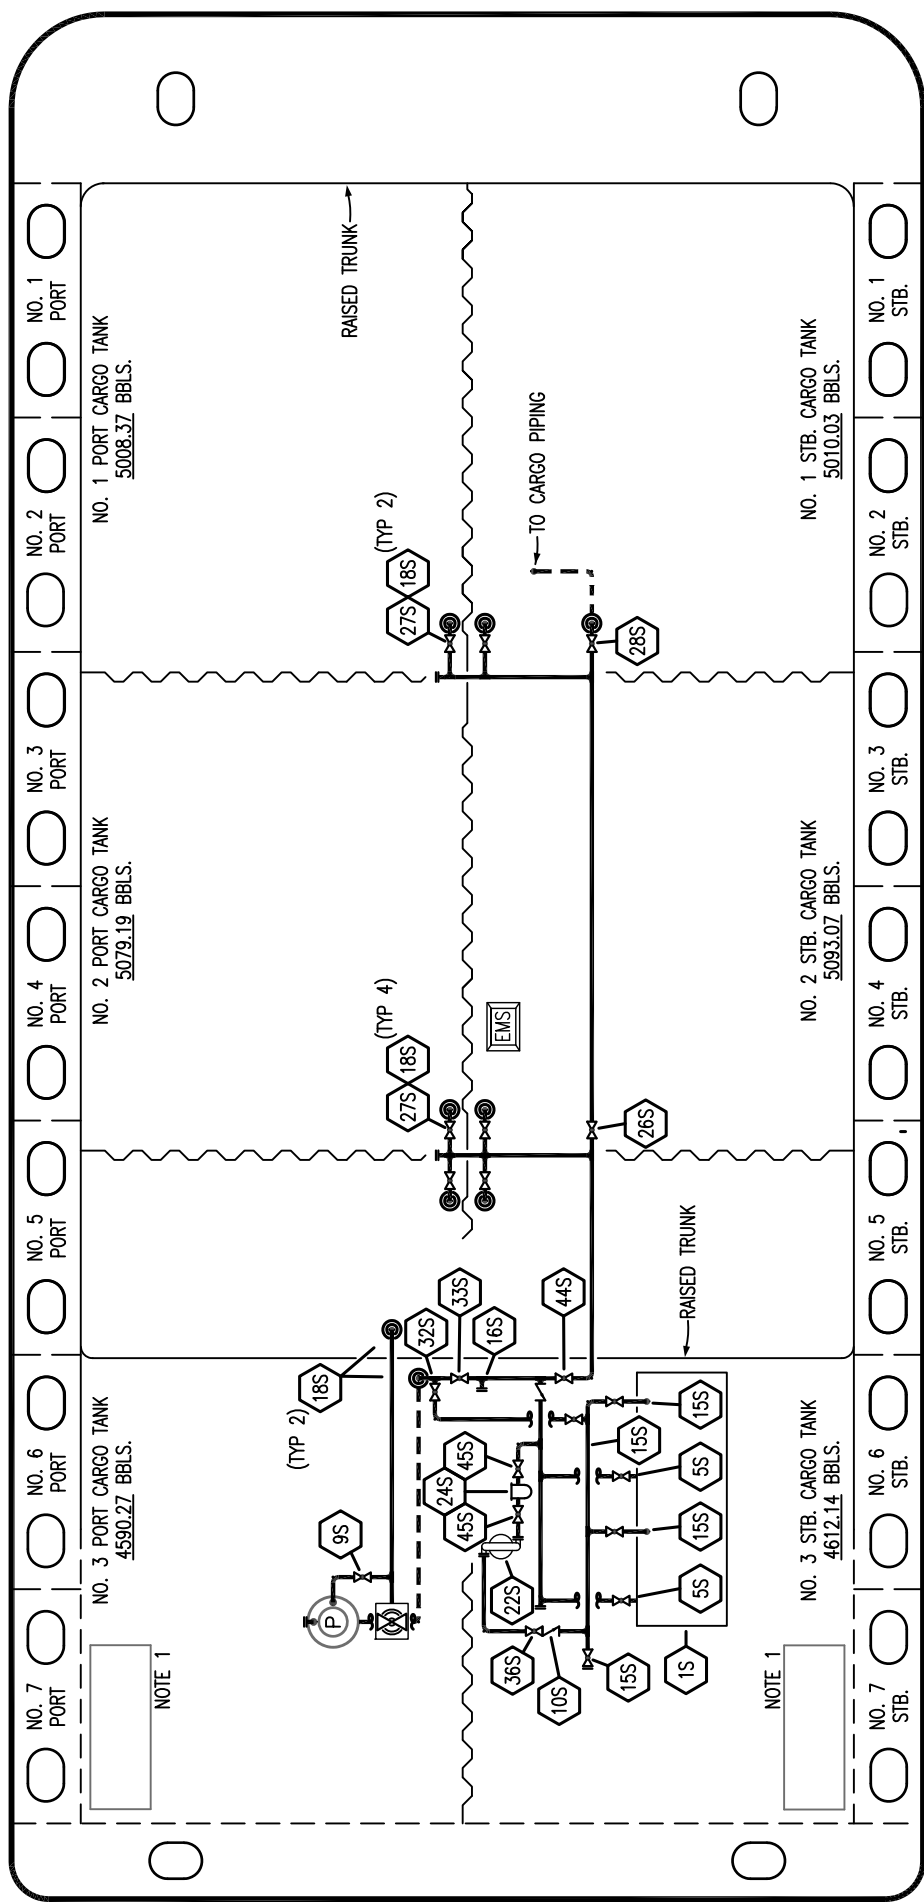 NO. 1
PORT
NO. 2
PORT
NO. 3
PORT
NO. 4
PORT
NO. 5
PORT
NO. 6
PORT
NO. 7
PORT
NO. 1 PORT CARGO TANK
5008.37 BBLS.
NO. 2 PORT CARGO TANK
5079.19 BBLS.
NO. 3 PORT CARGO TANK
4590.27 BBLS.
NOTE 1
RAISED TRUNK
(TYP 2)
27S
18S
(TYP 4)
27S
18S
EMS
TO CARGO PIPING
28S
26S
18S
(TYP 2)
9S
P
32S
33S
16S
44S
45S
24S
45S
22S
36S
10S
15S
15S
15S
5S
15S
5S
1S
RAISED TRUNK
NO. 1 STB. CARGO TANK
5010.03 BBLS.
NO. 2 STB. CARGO TANK
5093.07 BBLS.
NO. 3 STB. CARGO TANK
4612.14 BBLS.
NOTE 1
NO. 1
STB.
NO. 2
STB.
NO. 3
STB.
NO. 4
STB.
NO. 5
STB.
NO. 6
STB.
NO. 7
STB.